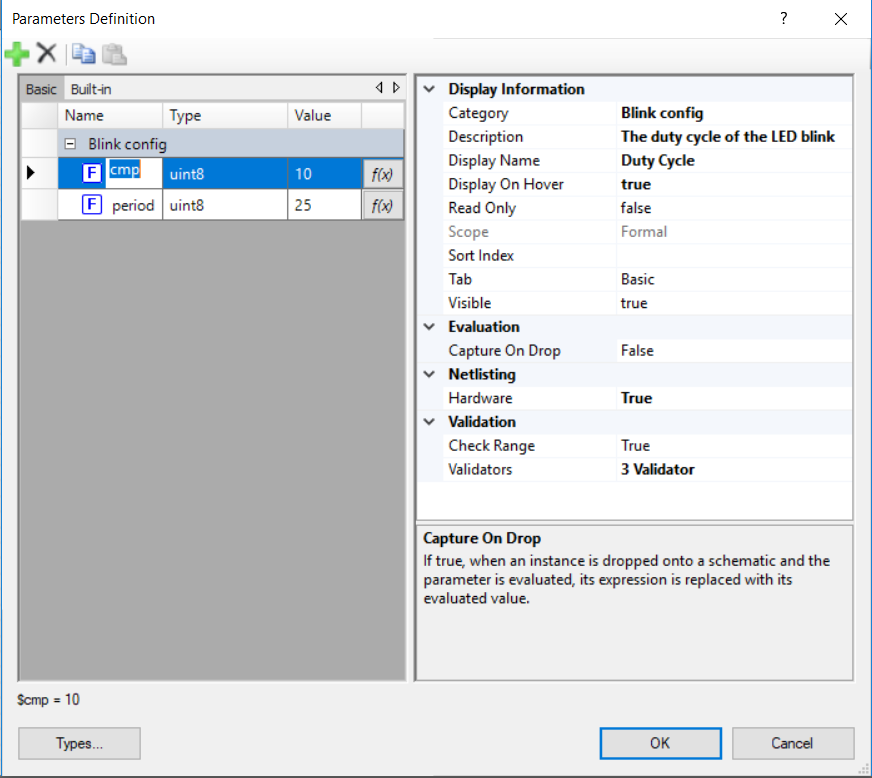 Parameters Definition
?
Basic Built-in
Name Type Value
Blink config
F cmp uint8 10 f(x)
F period uint8 25 f(x)
$cmp = 10
Types...
Display Information
Category Blink config
Description The duty cycle of the LED blink
Display Name Duty Cycle
Display On Hover true
Read Only false
Scope Formal
Sort Index
Tab Basic
Visible true
Evaluation
Capture On Drop False
Netlisting
Hardware True
Validation
Check Range True
Validators 3 Validator
Capture On Drop
If true, when an instance is dropped onto a schematic and the
parameter is evaluated, its expression is replaced with its
evaluated value.
OK Cancel